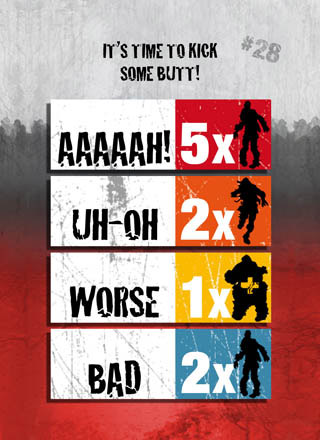 IT'S TIME TO KICK
SOME BUTT!
#28
AAAAAH! 5x
UH-OH 2x
WORSE 1x
BAD 2x